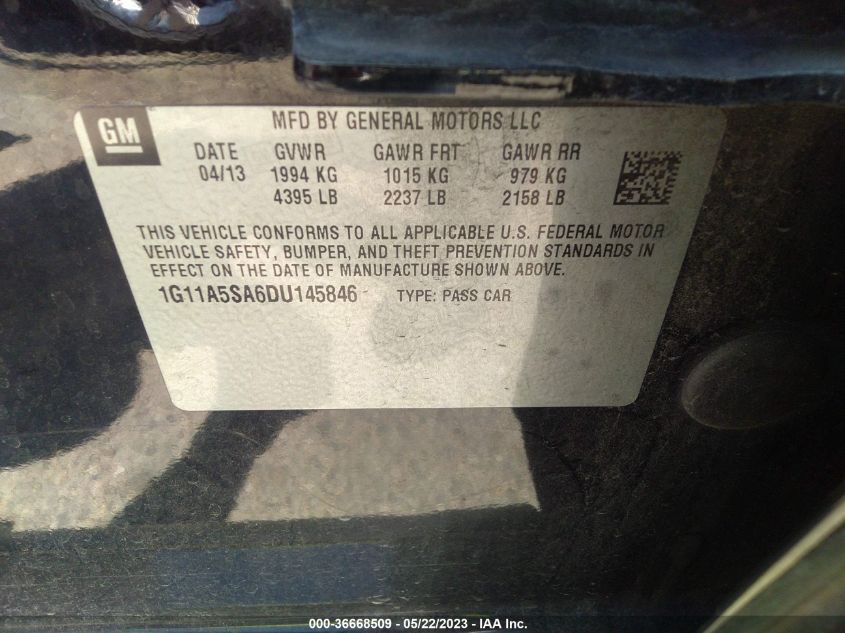 GM
MFD BY GENERAL MOTORS LLC
DATE GVWR GAWR FRT GAWR RR
04/13 1994 KG 1015 KG 979 KG
4395 LB 2237 LB 2158 LB
THIS VEHICLE CONFORMS TO ALL APPLICABLE U.S. FEDERAL MOTOR
VEHICLE SAFETY, BUMPER, AND THEFT PREVENTION STANDARDS IN
EFFECT ON THE DATE OF MANUFACTURE SHOWN ABOVE.
1G11A5SA6DU145846 TYPE: PASS CAR
000-36668509 - 05/22/2023 - IAA Inc.